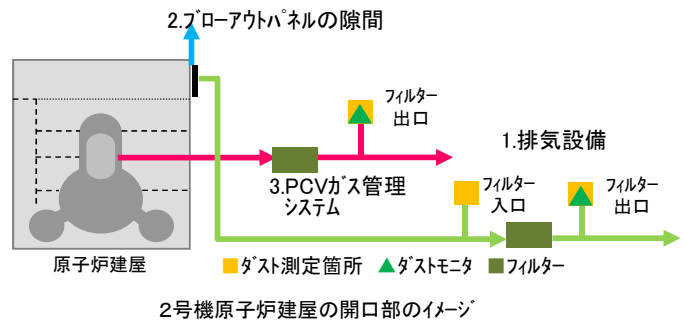 2.ﾌﾞﾛｰｱｳﾄﾊﾟﾈﾙの隙間
ﾌｨﾙﾀｰ
出口
1.排気設備
3.PCVｶﾞｽ管理
システム
ﾌｨﾙﾀｰ
入口
ﾌｨﾙﾀｰ
出口
原子炉建屋
■ﾀﾞｽﾄ測定箇所 ▲ﾀﾞｽﾄﾓﾆﾀ ■ﾌｨﾙﾀｰ
２号機原子炉建屋の開口部のｲﾒｰｼﾞ